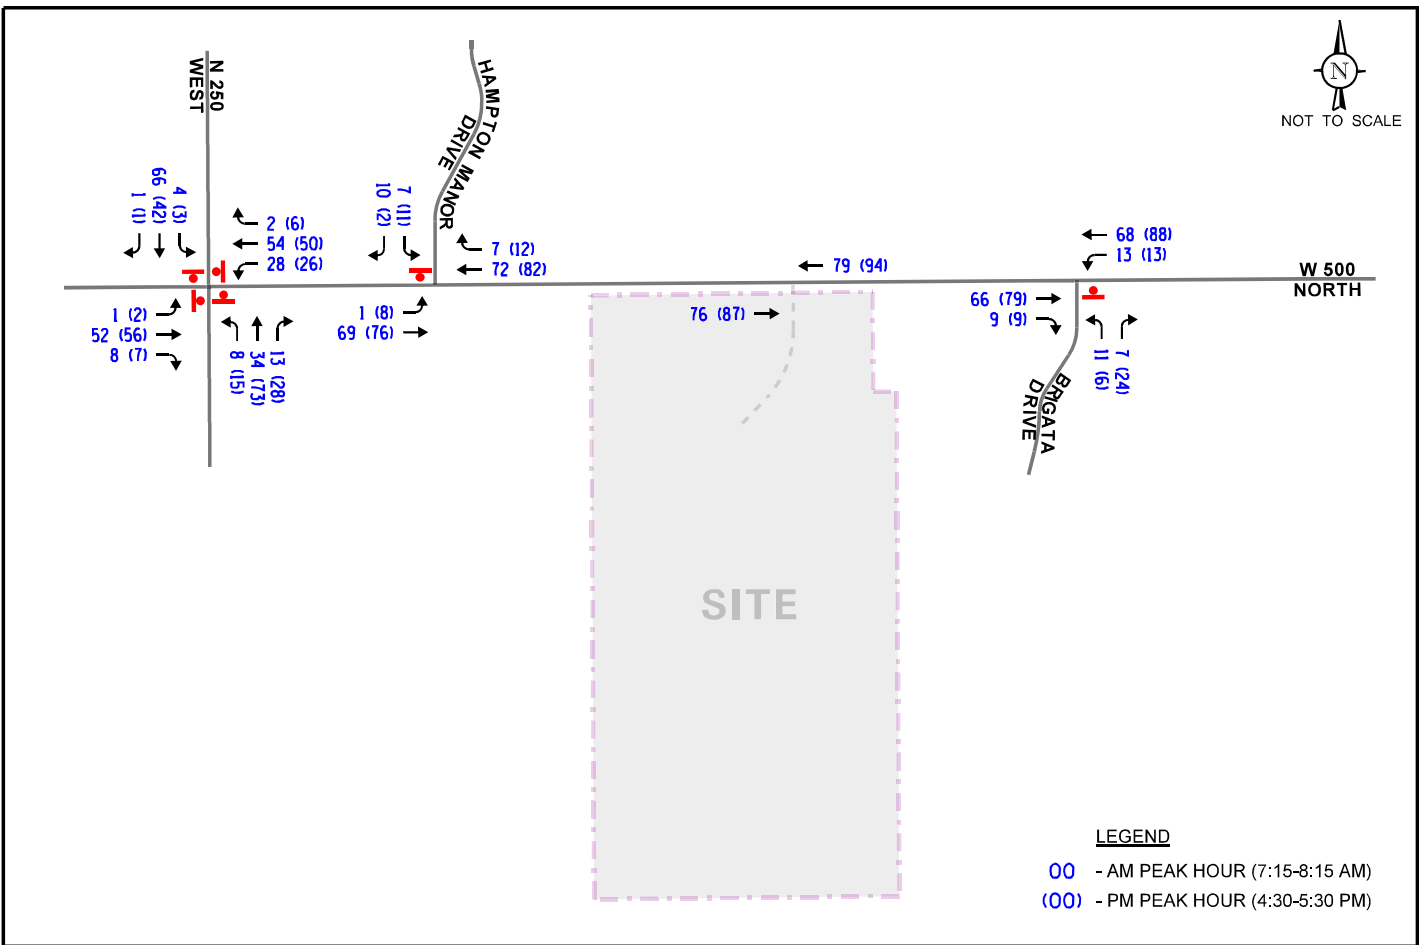 N
NOT TO SCALE
N 250
WEST
HAMPTON MANOR
DRIVE
4 (3)
66 (42)
1 (1)
2 (6)
54 (50)
28 (26)
7 (11)
10 (2)
7 (12)
72 (82)
79 (94)
68 (88)
13 (13)
W 500
NORTH
1 (2)
52 (56)
8 (7)
13 (28)
34 (73)
8 (15)
1 (8)
69 (76)
76 (87)
66 (79)
9 (9)
7 (24)
11 (6)
BRIGATA
DRIVE
SITE
LEGEND
00 - AM PEAK HOUR (7:15-8:15 AM)
(00) - PM PEAK HOUR (4:30-5:30 PM)